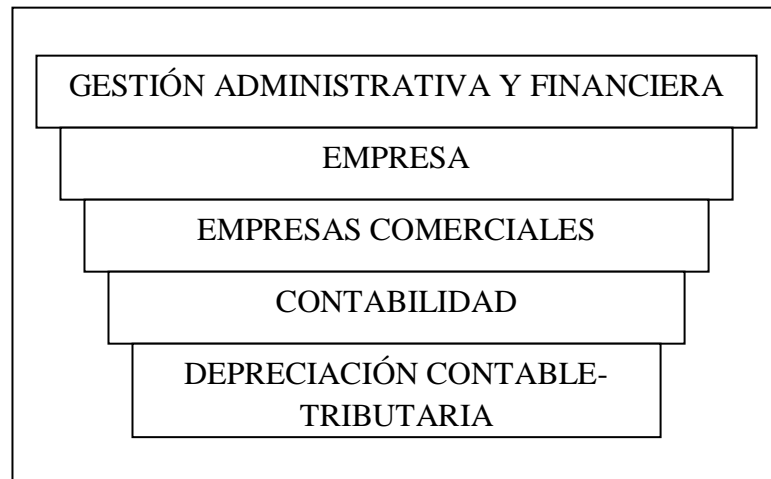 GESTIÓN ADMINISTRATIVA Y FINANCIERA
EMPRESA
EMPRESAS COMERCIALES
CONTABILIDAD
DEPRECIACIÓN CONTABLE-
TRIBUTARIA